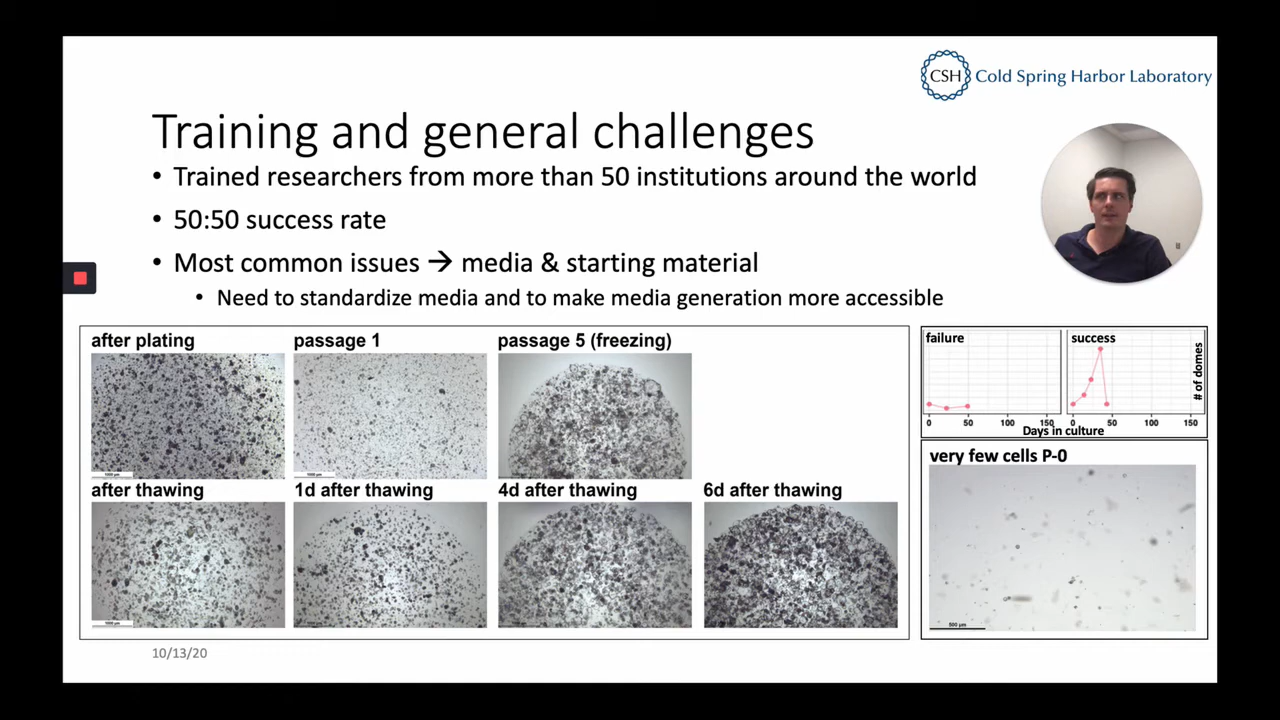 CSH Cold Spring Harbor Laboratory
Training and general challenges
• Trained researchers from more than 50 institutions around the world
• 50:50 success rate
• Most common issues → media & starting material
• Need to standardize media and to make media generation more accessible
after plating
passage 1
passage 5 (freezing)
after thawing
1d after thawing
4d after thawing
6d after thawing
failure
success
# of domes
0 50 100 150
0 50 100 150
Days in culture
very few cells P-0
500 µm
10/13/20